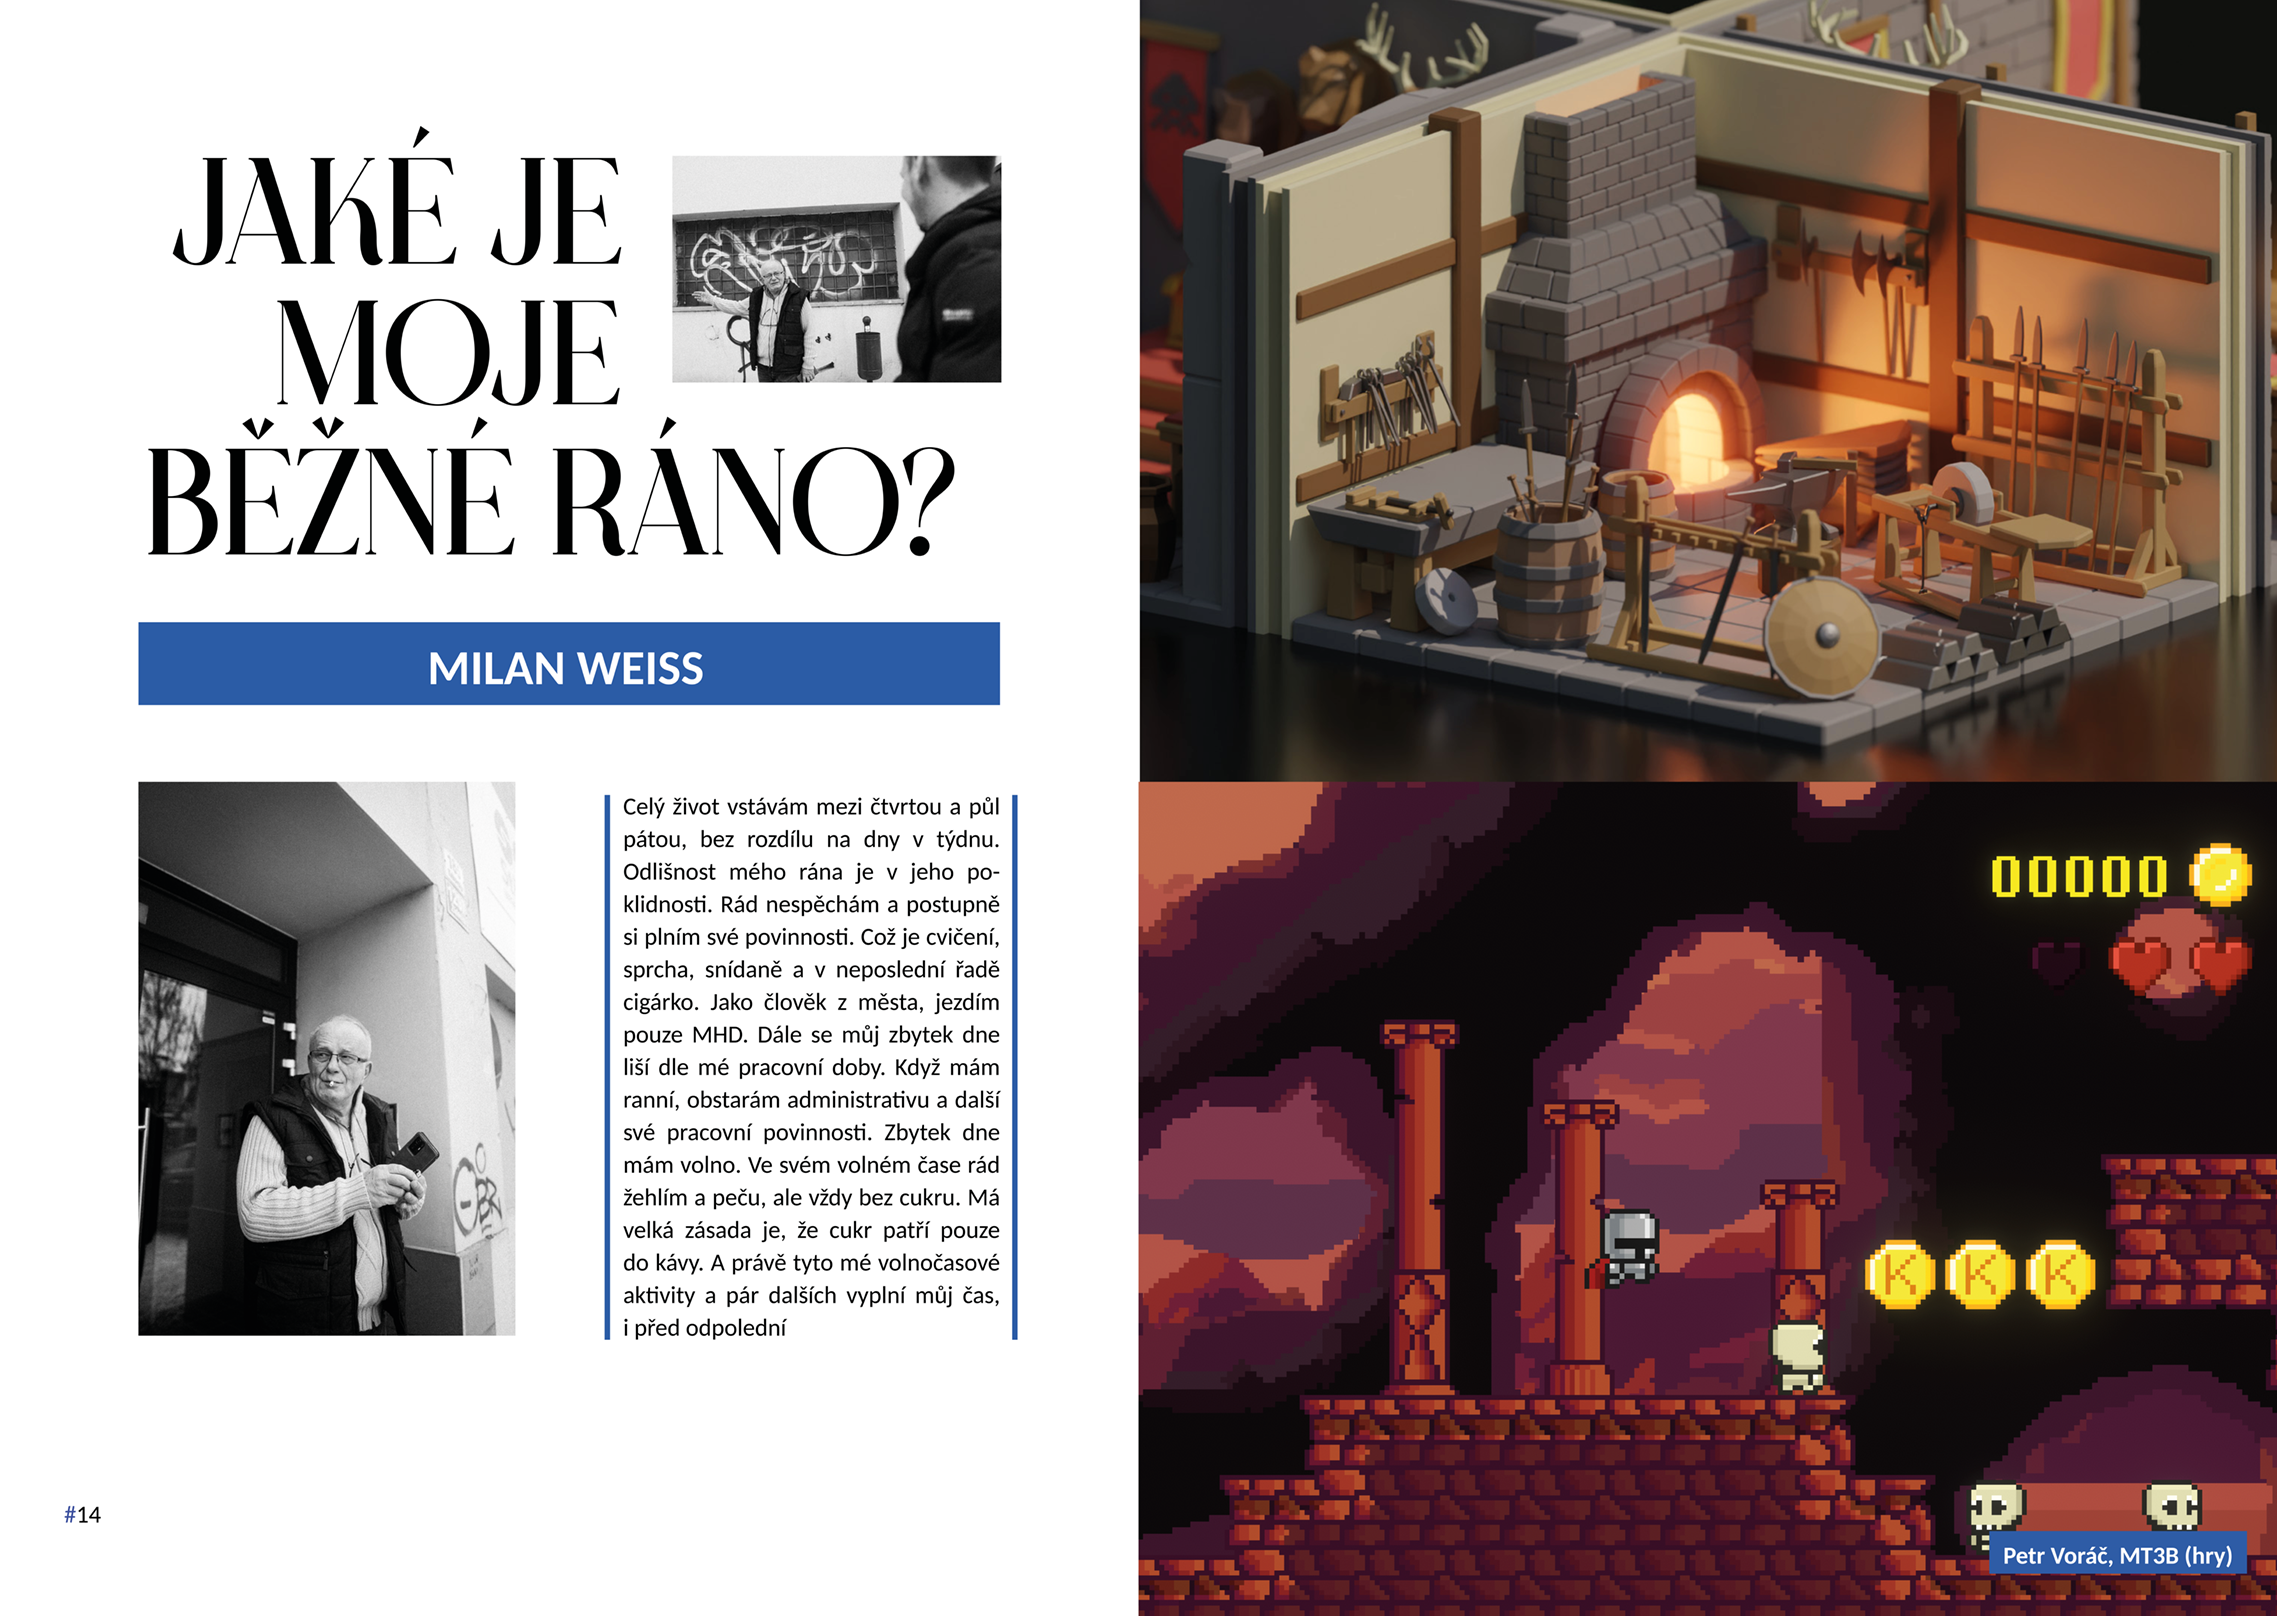 JAKÉ JE
MOJE
BĚŽNÉ RÁNO?
MILAN WEISS
Celý život vstávám mezi čtvrtou a půl
pátou, bez rozdílu na dny v týdnu.
Odlišnost mého rána je v jeho po-
klidnosti. Rád nespěchám a postupně
si plním své povinnosti. Což je cvičení,
sprcha, snídaně a v neposlední řadě
cigárko. Jako člověk z města, jezdím
pouze MHD. Dále se můj zbytek dne
liší dle mé pracovní doby. Když mám
ranní, obstarám administrativu a další
své pracovní povinnosti. Zbytek dne
mám volno. Ve svém volném čase rád
žehlím a peču, ale vždy bez cukru. Má
velká zásada je, že cukr patří pouze
do kávy. A právě tyto mé volnočasové
aktivity a pár dalších vyplní můj čas,
i před odpolední
#14
00000
K K K
Petr Voráč, MT3B (hry)